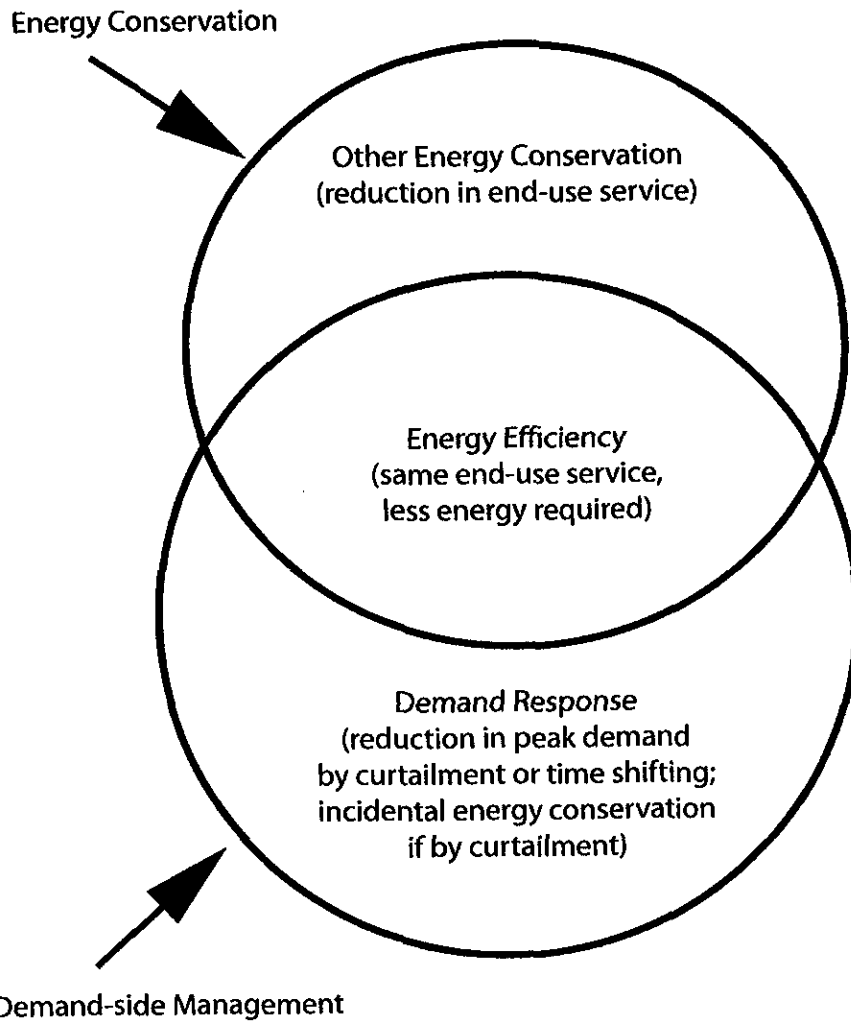 Energy Conservation
Other Energy Conservation
(reduction in end-use service)
Energy Efficiency
(same end-use service,
less energy required)
Demand Response
(reduction in peak demand
by curtailment or time shifting;
incidental energy conservation
if by curtailment)
Demand-side Management